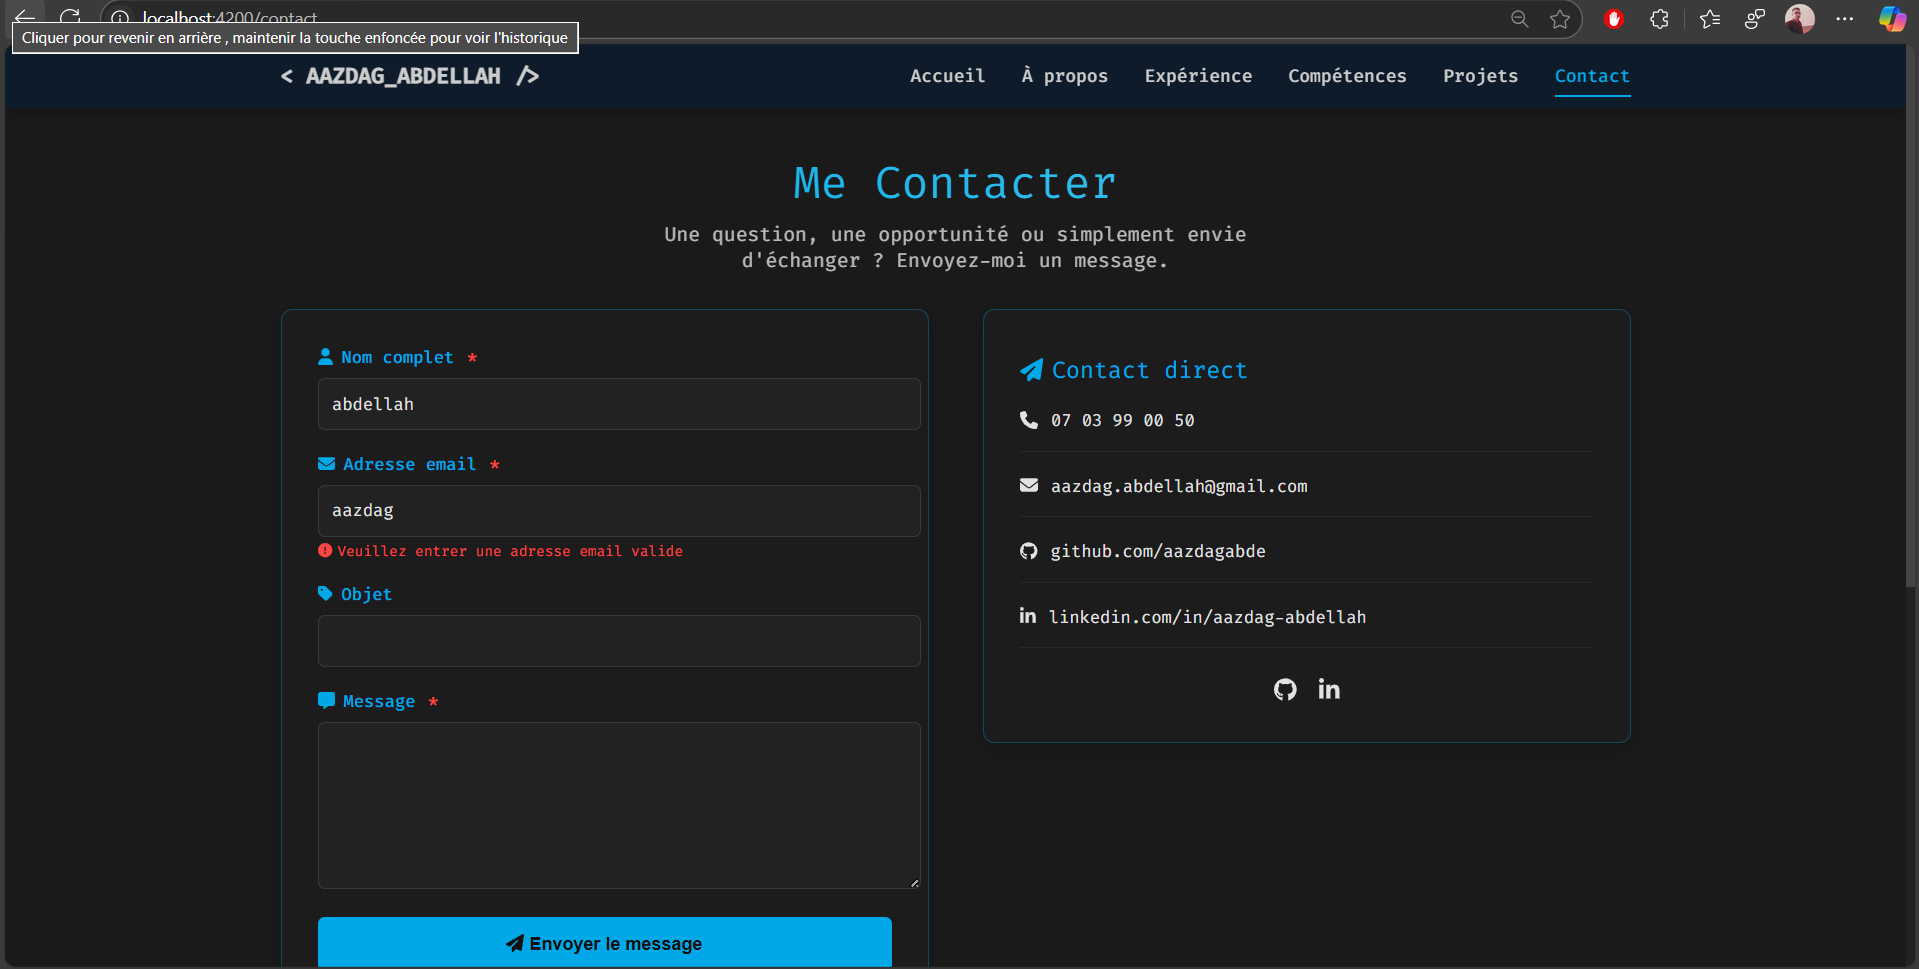 localhost:4200/contact
Cliquer pour revenir en arrière , maintenir la touche enfoncée pour voir l'historique
< AAZDAG_ABDELLAH />
Accueil À propos Expérience Compétences Projets Contact
Me Contacter
Une question, une opportunité ou simplement envie
d'échanger ? Envoyez-moi un message.
Nom complet *
abdellah
Adresse email *
aazdag
Veuillez entrer une adresse email valide
Objet
Message *
Envoyer le message
Contact direct
07 03 99 00 50
aazdag.abdellah@gmail.com
github.com/aazdagabde
linkedin.com/in/aazdag-abdellah